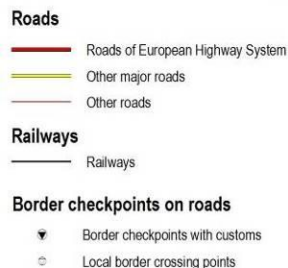 Roads
Roads of European Highway System
Other major roads
Other roads
Railways
Railways
Border checkpoints on roads
Border checkpoints with customs
Local border crossing points